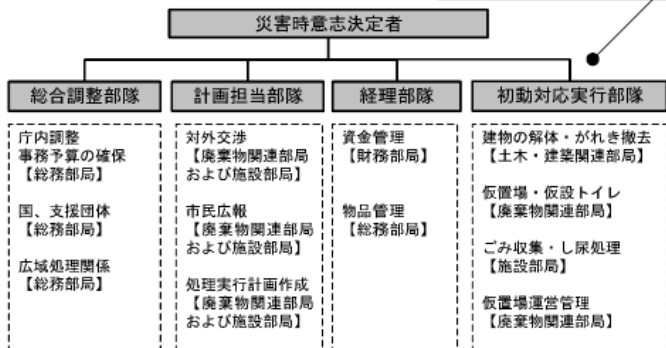 災害時意志決定者
総合調整部隊
計画担当部隊
経理部隊
初動対応実行部隊
庁内調整
事務予算の確保
【総務部局】
国、支援団体
【総務部局】
広域処理関係
【総務部局】
対外交渉
【廃棄物関連部局
および施設部局】
市民広報
【廃棄物関連部局
および施設部局】
処理実行計画作成
【廃棄物関連部局
および施設部局】
資金管理
【財務部局】
物品管理
【総務部局】
建物の解体・がれき撤去
【土木・建築関連部局】
仮置場・仮設トイレ
【廃棄物関連部局】
ごみ収集・し尿処理
【施設部局】
仮置場運営管理
【廃棄物関連部局】